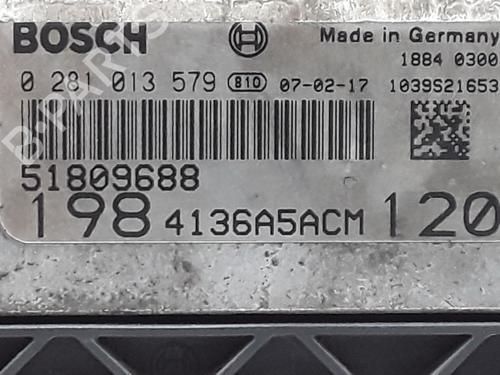 BOSCH
Made in Germany
1884 0300
0 281 013 579 810 07-02-17 1039S21653
51809688
198 4136A5ACM 120
B-PARTS